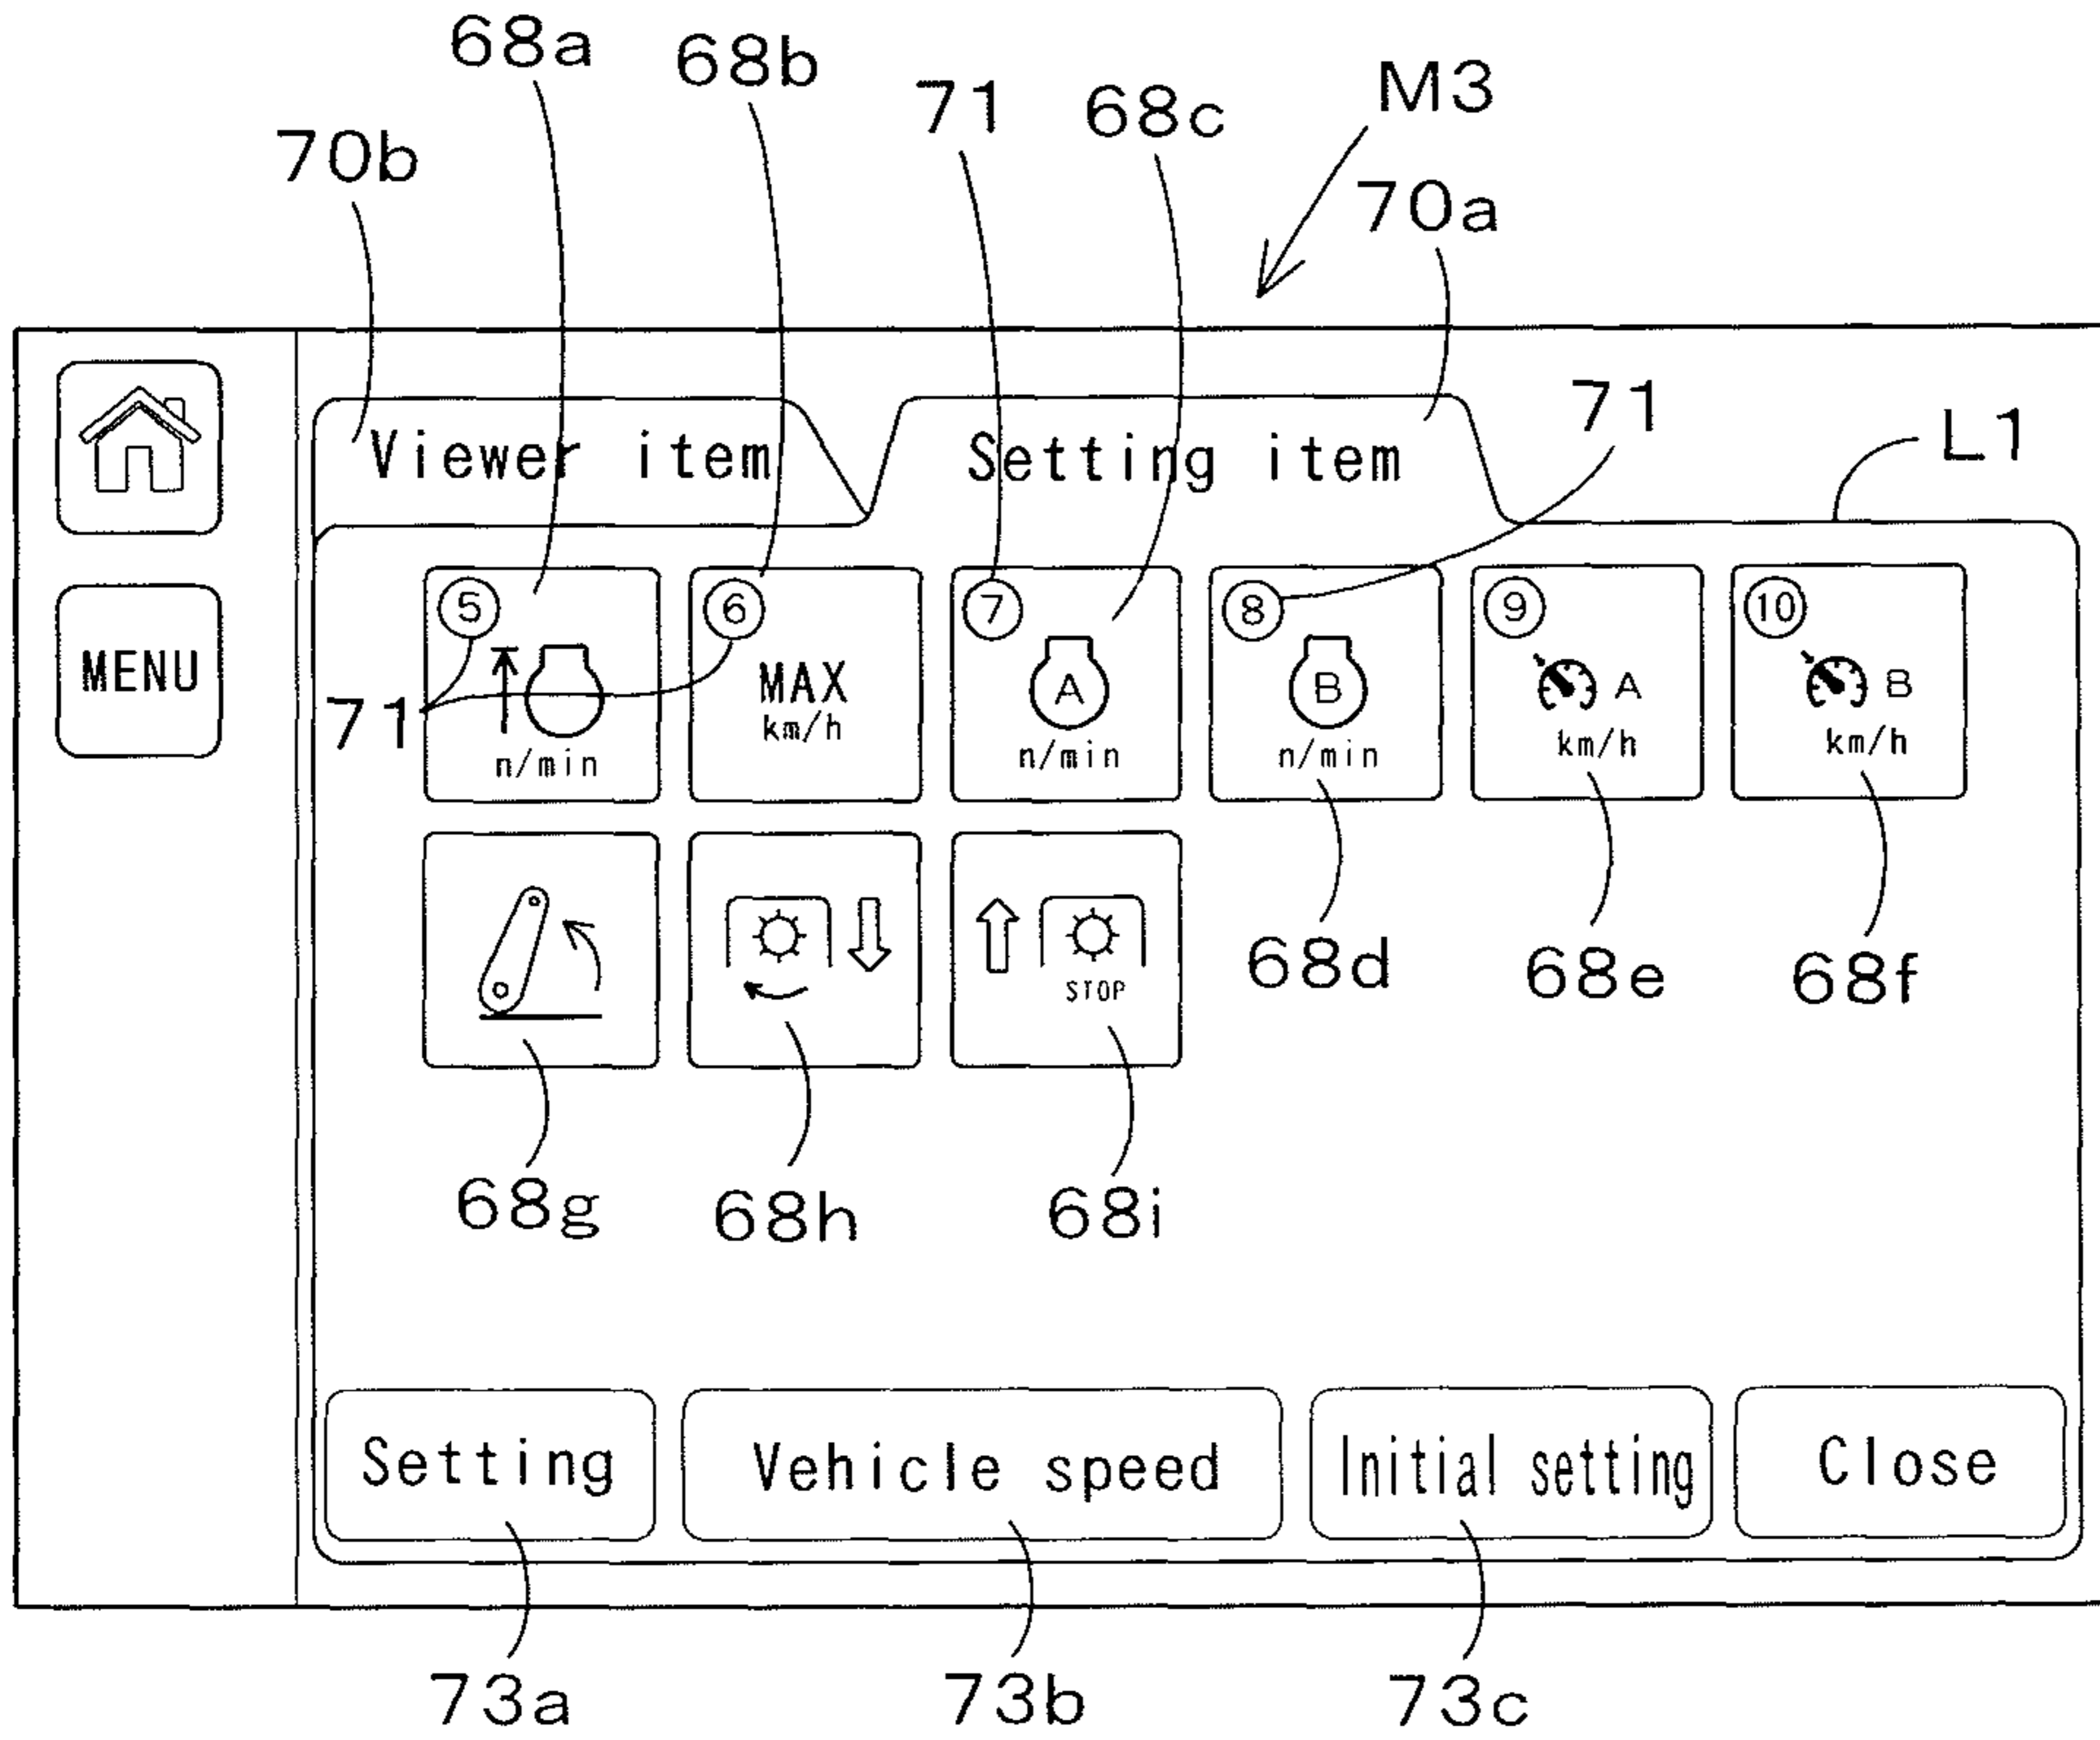 68a 68b 71 68c M3
70b 70a
71 L1
Viewer item Setting item
⑤ ⑥ ⑦ ⑧ ⑨ ⑩
MENU 71 MAX A B A B
n/min km/h n/min n/min km/h km/h
STOP 68d 68e 68f
68g 68h 68i
Setting Vehicle speed Initial setting Close
73a 73b 73c